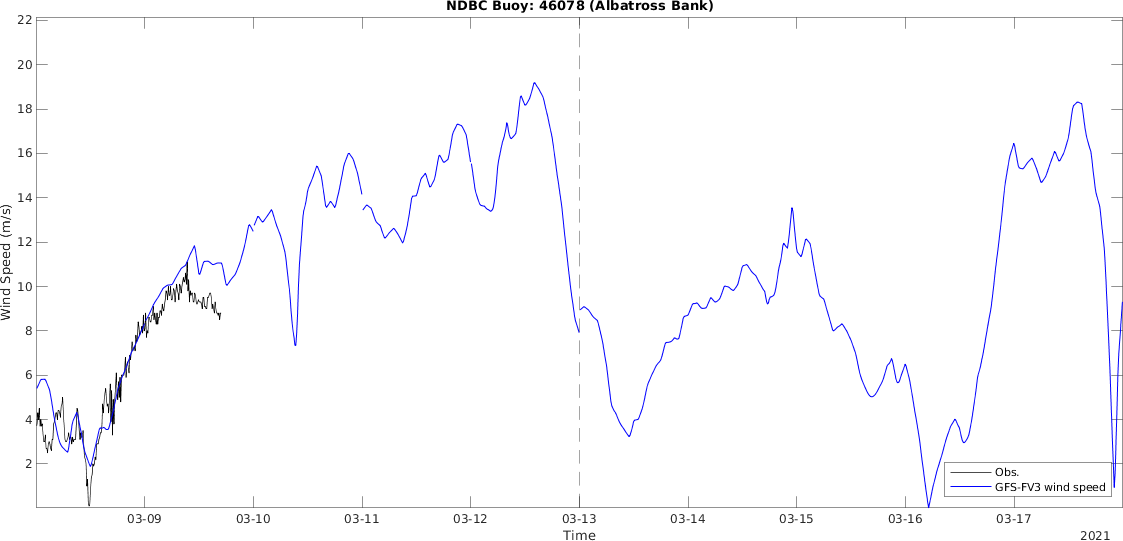 NDBC Buoy: 46078 (Albatross Bank)
22
20
18
16
14
12
10
8
6
4
2
Wind Speed (m/s)
03-09 03-10 03-11 03-12 03-13 03-14 03-15 03-16 03-17
Time
2021
Obs.
GFS-FV3 wind speed